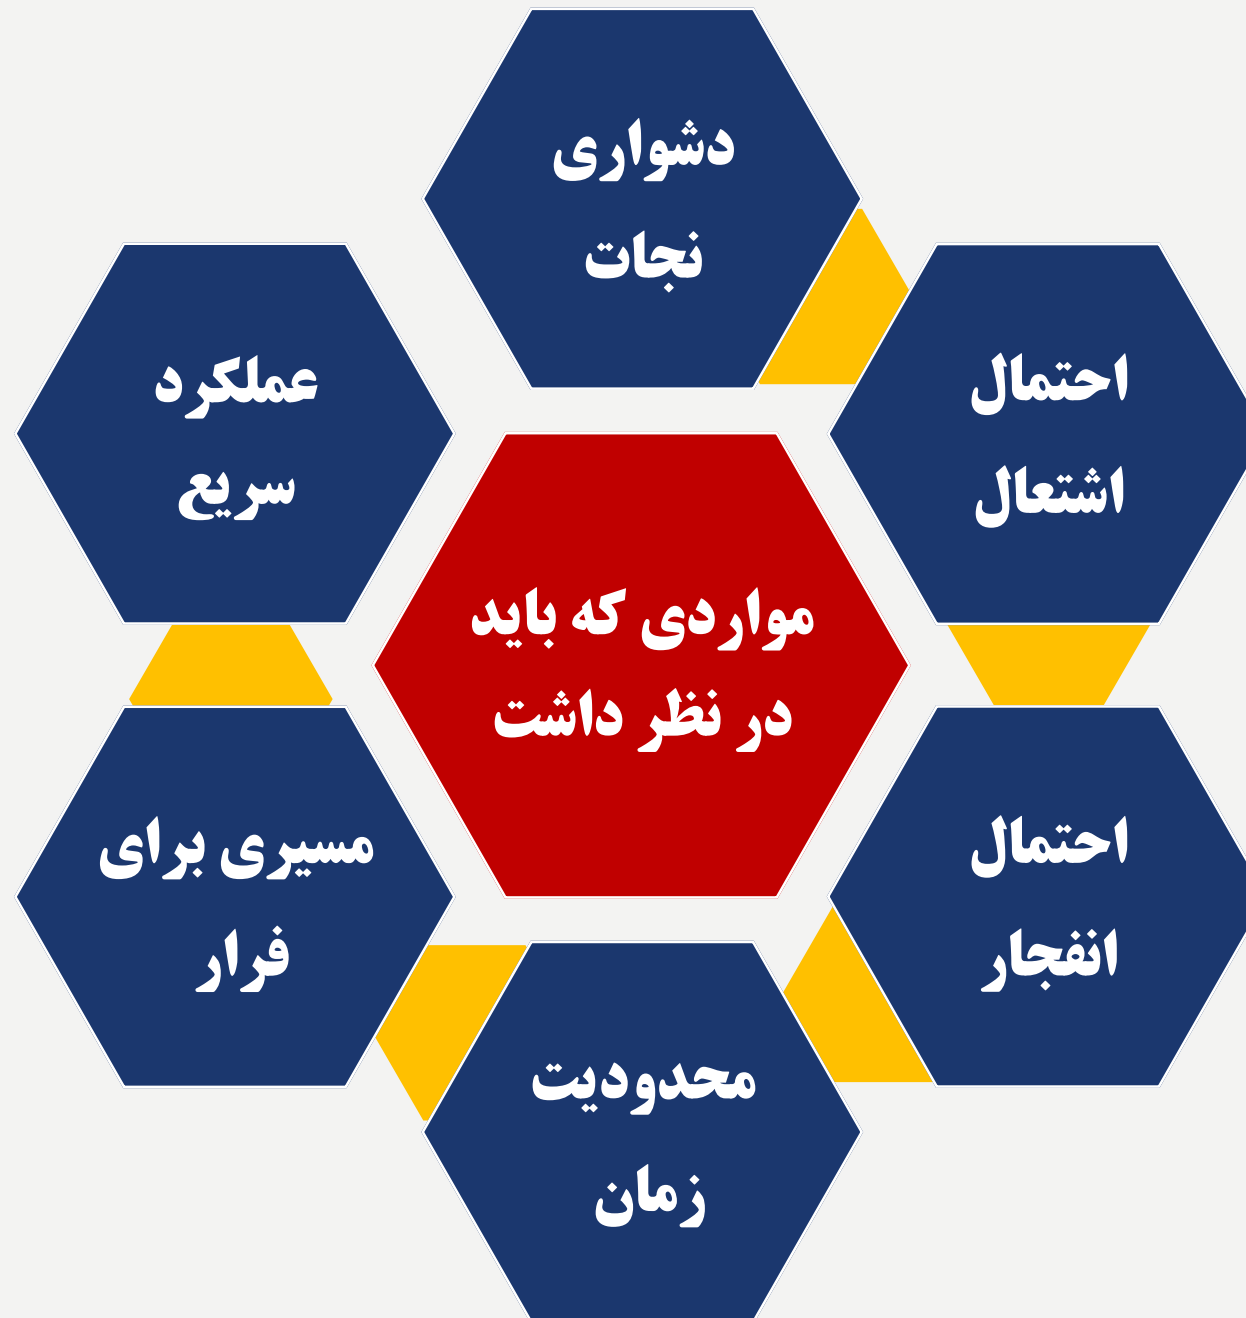 دشواری
نجات
احتمال
اشتعال
احتمال
انفجار
محدودیت
زمان
مسیری برای
فرار
عملکرد
سریع
مواردی که باید
در نظر داشت